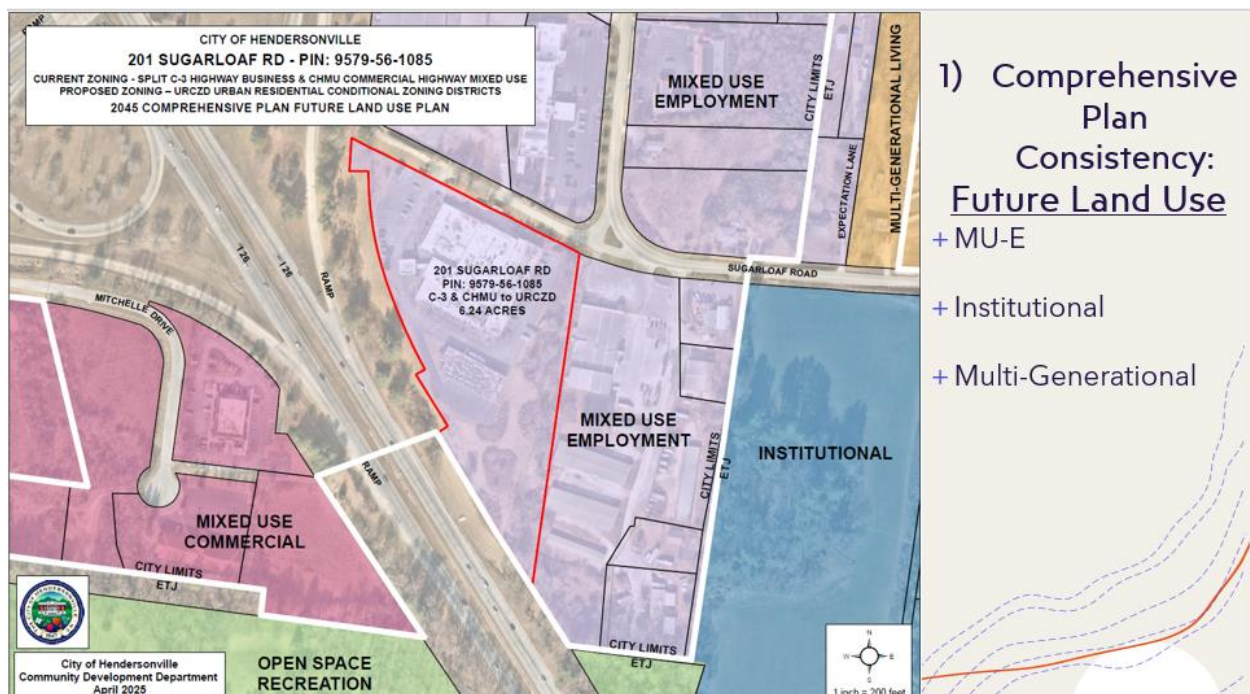 CITY OF HENDERSONVILLE
201 SUGARLOAF RD - PIN: 9579-56-1085
CURRENT ZONING - SPLIT C-3 HIGHWAY BUSINESS & CHMU COMMERCIAL HIGHWAY MIXED USE
PROPOSED ZONING – URCZD URBAN RESIDENTIAL CONDITIONAL ZONING DISTRICTS
2045 COMPREHENSIVE PLAN FUTURE LAND USE PLAN
RAMP
MIXED USE
EMPLOYMENT
CITY LIMITS
ETJ
EXPECTATION LANE
MULTI-GENERATIONAL LIVING
I 26
I 26
RAMP
SUGARLOAF ROAD
201 SUGARLOAF RD
PIN: 9579-56-1085
C-3 & CHMU to URCZD
6.24 ACRES
MITCHELLE DRIVE
MIXED USE
EMPLOYMENT
CITY LIMITS
ETJ
INSTITUTIONAL
RAMP
MIXED USE
COMMERCIAL
CITY LIMITS
ETJ
CITY LIMITS
ETJ
OPEN SPACE
RECREATION
City of Hendersonville
Community Development Department
April 2025
N
W E
S
1 inch = 200 feet
1) Comprehensive
Plan
Consistency:
Future Land Use
+ MU-E
+ Institutional
+ Multi-Generational